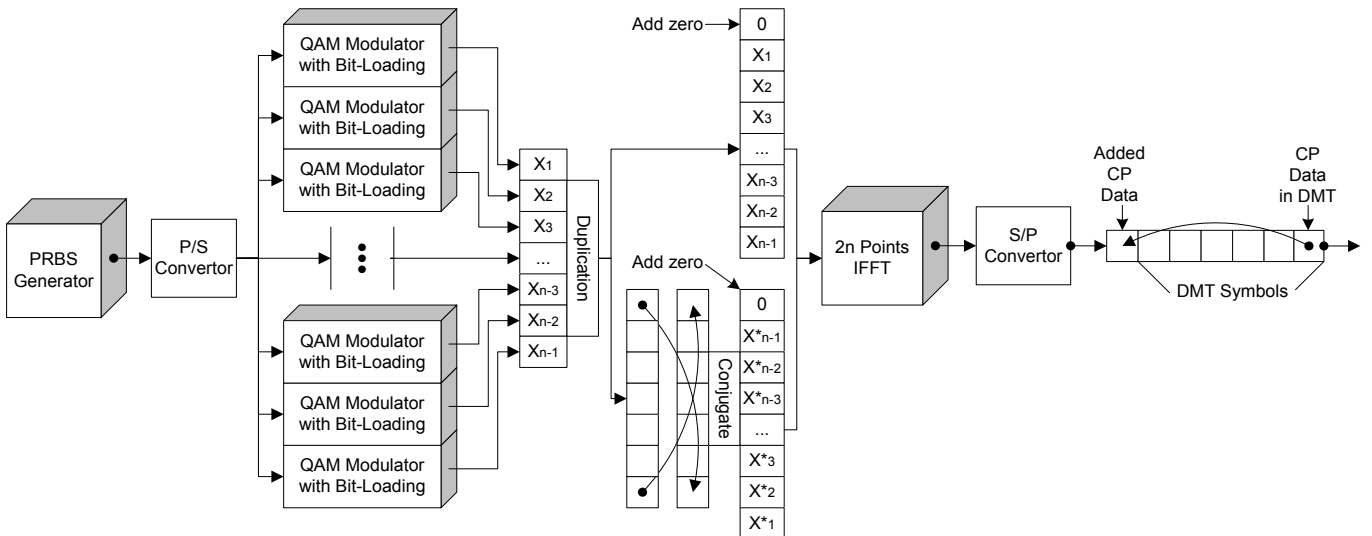 PRBS
Generator
P/S
Convertor
QAM Modulator
with Bit-Loading
QAM Modulator
with Bit-Loading
QAM Modulator
with Bit-Loading
QAM Modulator
with Bit-Loading
QAM Modulator
with Bit-Loading
QAM Modulator
with Bit-Loading
X1
X2
X3
...
Xn-3
Xn-2
Xn-1
Duplication
Add zero
0
X1
X2
X3
...
Xn-3
Xn-2
Xn-1
Add zero
Conjugate
0
X*n-1
X*n-2
X*n-3
...
X*3
X*2
X*1
2n Points
IFFT
S/P
Convertor
Added
CP
Data
CP
Data
in DMT
DMT Symbols